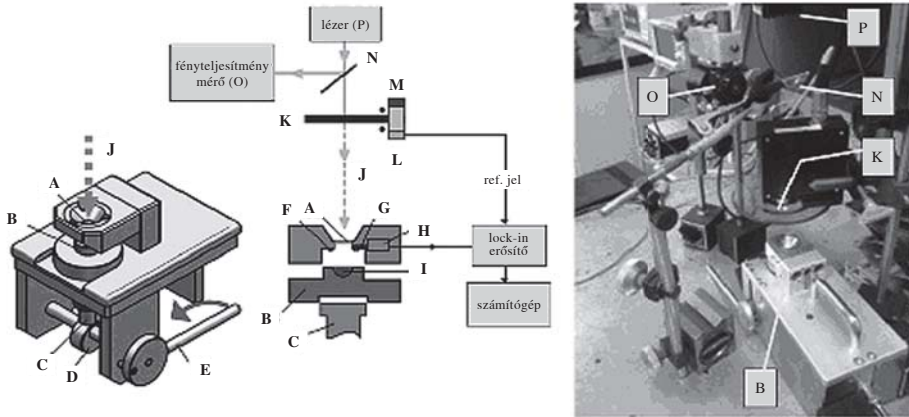 lézer (P)
N
fényteljesítmény
mérő (O)
M
K
L
J
ref. jel
F
A
G
H
lock-in
erősítő
I
B
számítógép
C
J
A
B
C
D
E
P
O
N
K
B